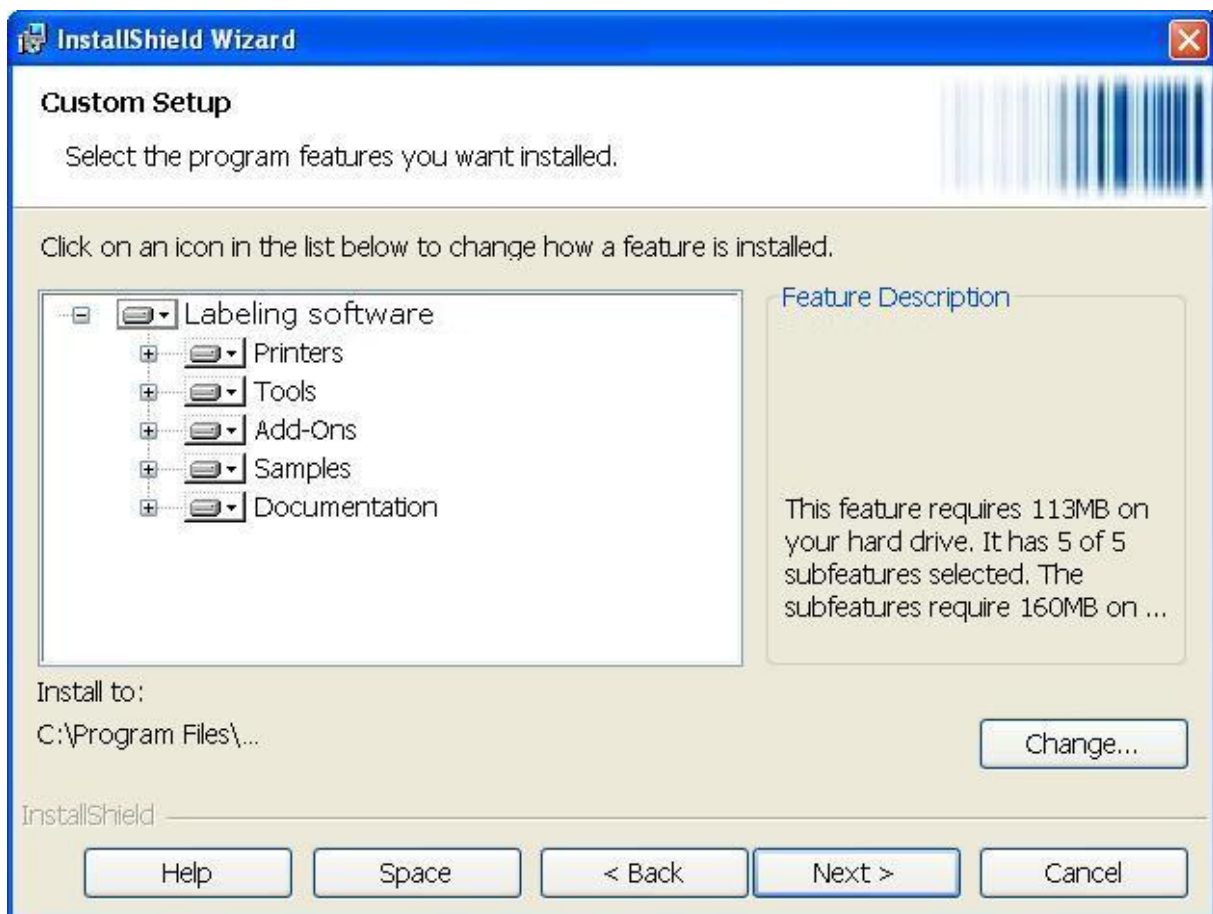 InstallShield Wizard
Custom Setup
Select the program features you want installed.
Click on an icon in the list below to change how a feature is installed.
Labeling software
Printers
Tools
Add-Ons
Samples
Documentation
Feature Description
This feature requires 113MB on
your hard drive. It has 5 of 5
subfeatures selected. The
subfeatures require 160MB on ...
Install to:
C:\Program Files\...
Change...
InstallShield
Help
Space
< Back
Next >
Cancel